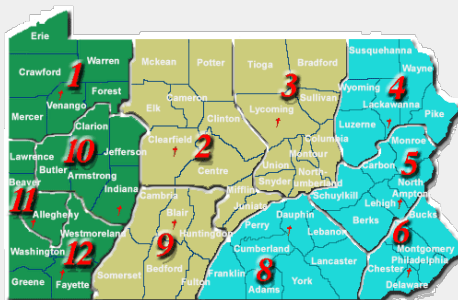 Erie
Crawford
Warren
1
Venango
Forest
Mercer
Clarion
Lawrence
10
Jefferson
Butler
Armstrong
Beaver
Indiana
11
Allegheny
Westmoreland
Washington
12
Greene
Fayette
Mckean
Potter
Elk
Cameron
Clinton
Clearfield
2
Centre
Cambria
Blair
Huntingdon
9
Bedford
Somerset
Fulton
Tioga
Bradford
3
Sullivan
Lycoming
Columbia
Montour
Union
North-
umberland
Snyder
Mifflin
Juniata
Susquehanna
Wayne
Wyoming
4
Lackawanna
Pike
Luzerne
Monroe
Carbon
5
North
Ampton
Schuylkill
Lehigh
Berks
Bucks
6
Montgomery
Philadelphia
Chester
Delaware
Dauphin
Perry
Lebanon
Cumberland
Lancaster
Franklin
8
York
Adams